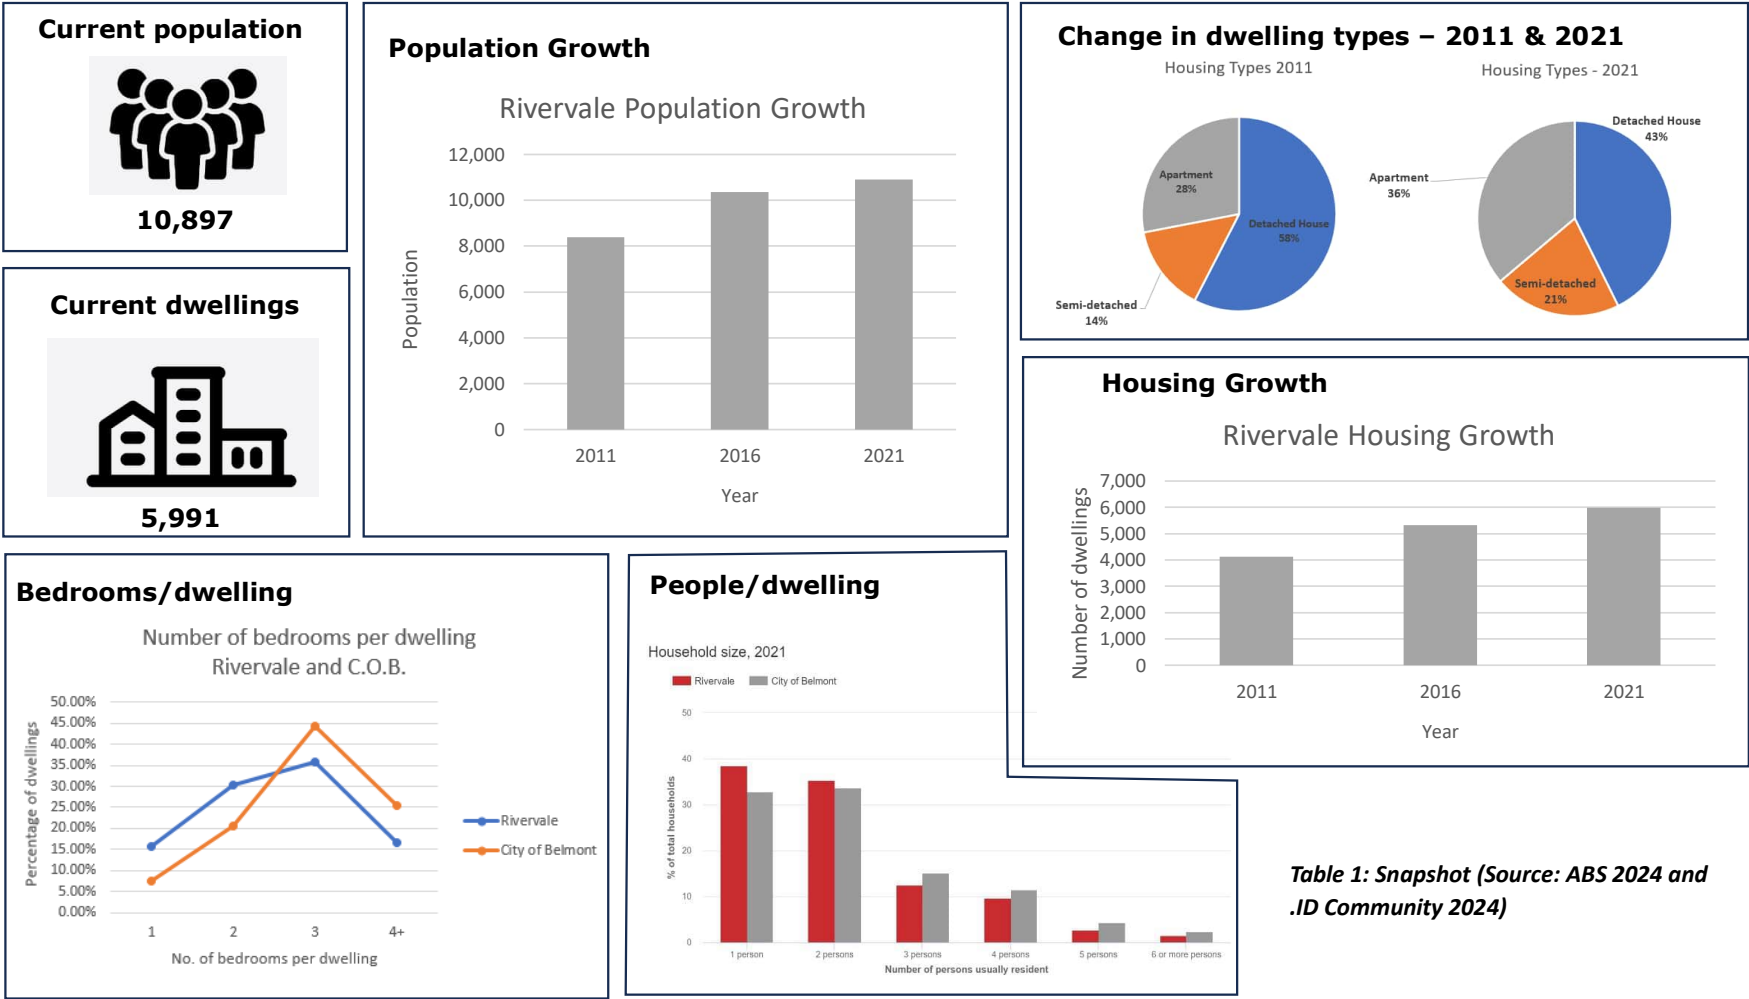 Current population
10,897
Current dwellings
5,991
Population Growth
Rivervale Population Growth
12,000
10,000
8,000
6,000
4,000
2,000
0
Population
2011 2016 2021
Year
Change in dwelling types – 2011 & 2021
Housing Types 2011
Apartment
28%
Detached House
58%
Semi-detached
14%
Housing Types - 2021
Detached House
43%
Apartment
36%
Semi-detached
21%
Housing Growth
Rivervale Housing Growth
7,000
6,000
5,000
4,000
3,000
2,000
1,000
0
Number of dwellings
2011 2016 2021
Year
Bedrooms/dwelling
Number of bedrooms per dwelling
Rivervale and C.O.B.
50.00%
45.00%
40.00%
35.00%
30.00%
25.00%
20.00%
15.00%
10.00%
5.00%
0.00%
Percentage of dwellings
1 2 3 4+
No. of bedrooms per dwelling
Rivervale
City of Belmont
People/dwelling
Household size, 2021
Rivervale City of Belmont
50
40
30
20
10
0
% of total households
1 person 2 persons 3 persons 4 persons 5 persons 6 or more persons
Number of persons usually resident
Table 1: Snapshot (Source: ABS 2024 and
.ID Community 2024)